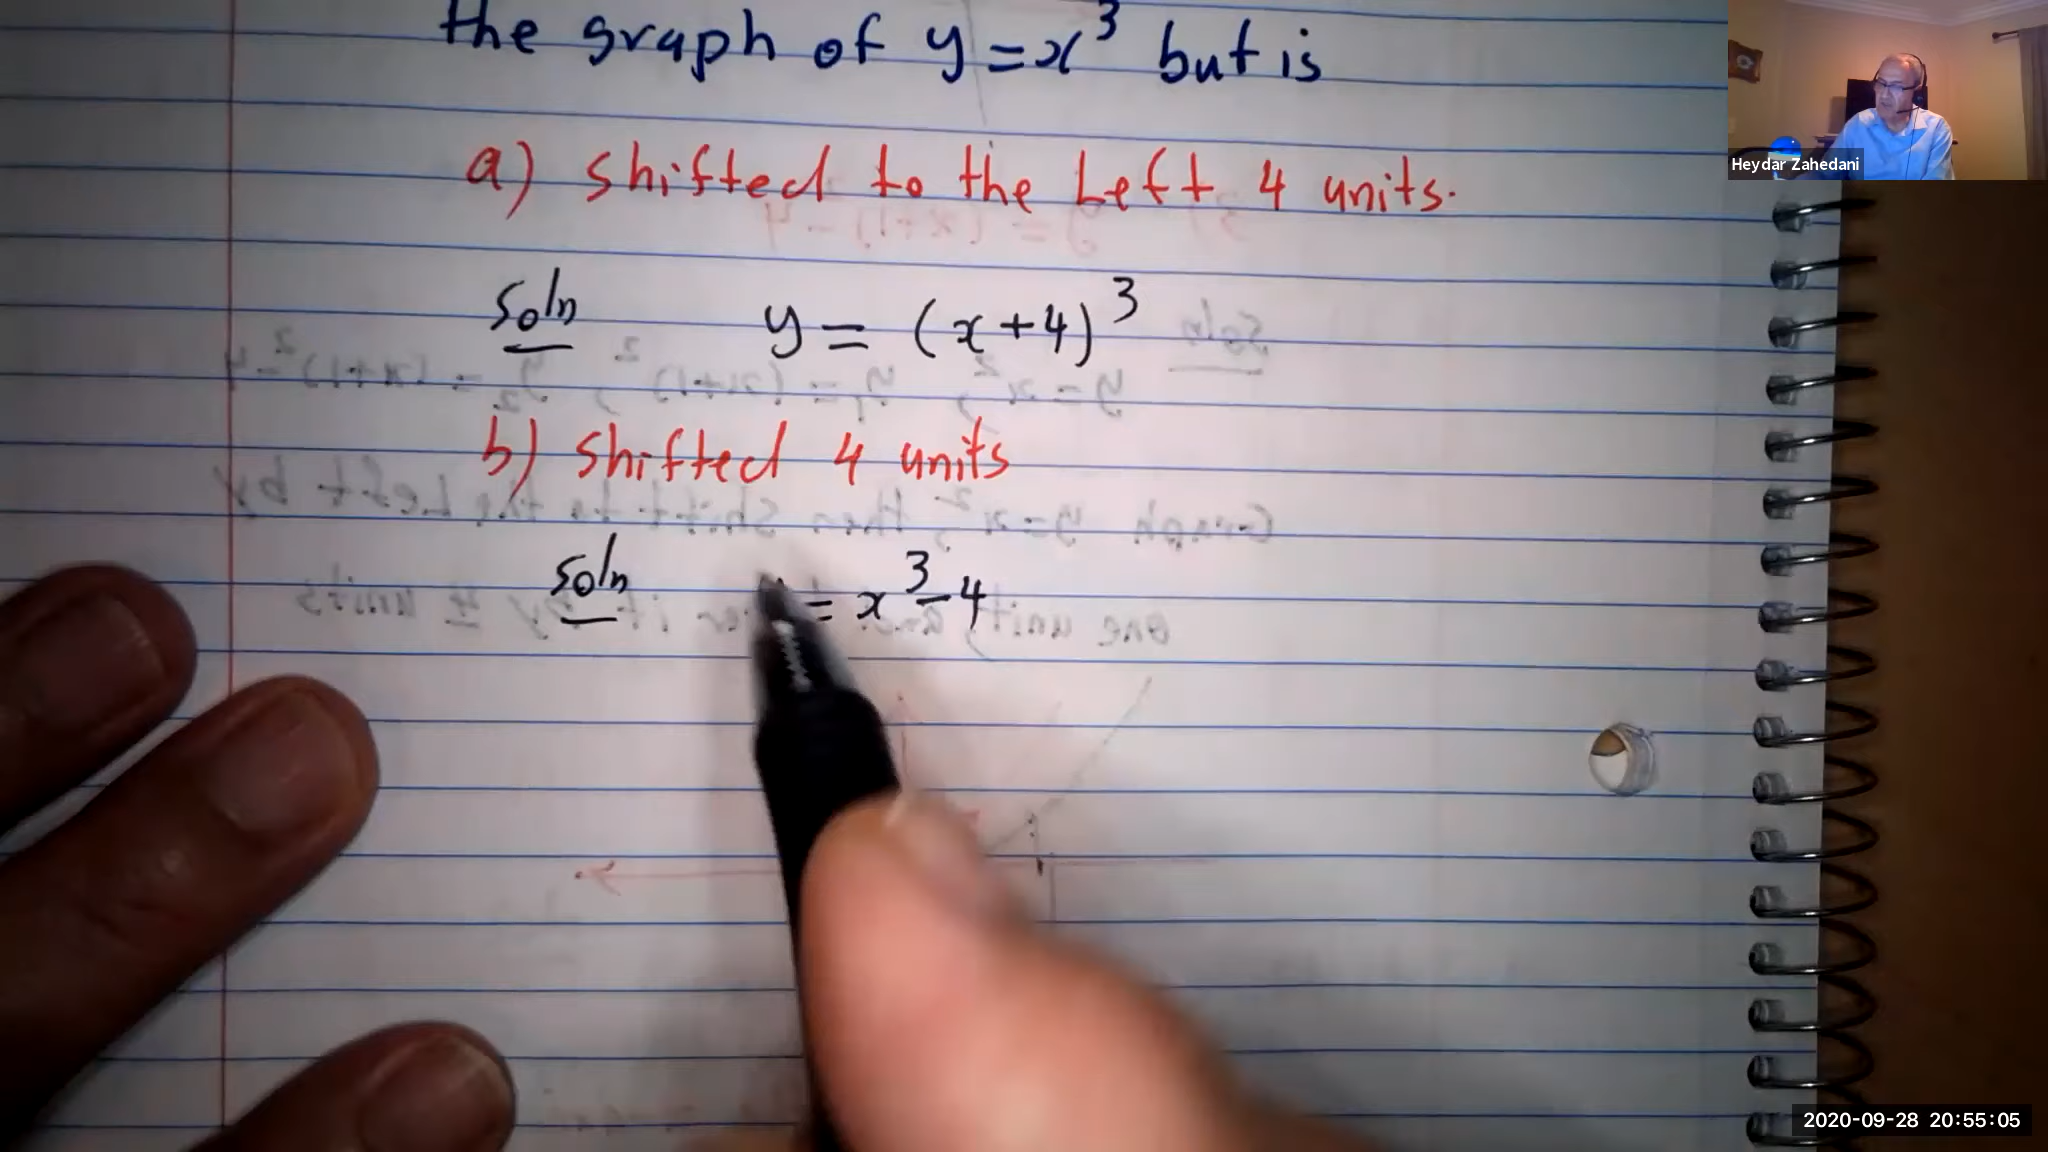 the graph of y = x³ but is
Heydar Zahedani
a) shifted to the Left 4 units.
Soln y = (x+4)³
b) shifted 4 units
Soln = x³ - 4
2020-09-28 20:55:05